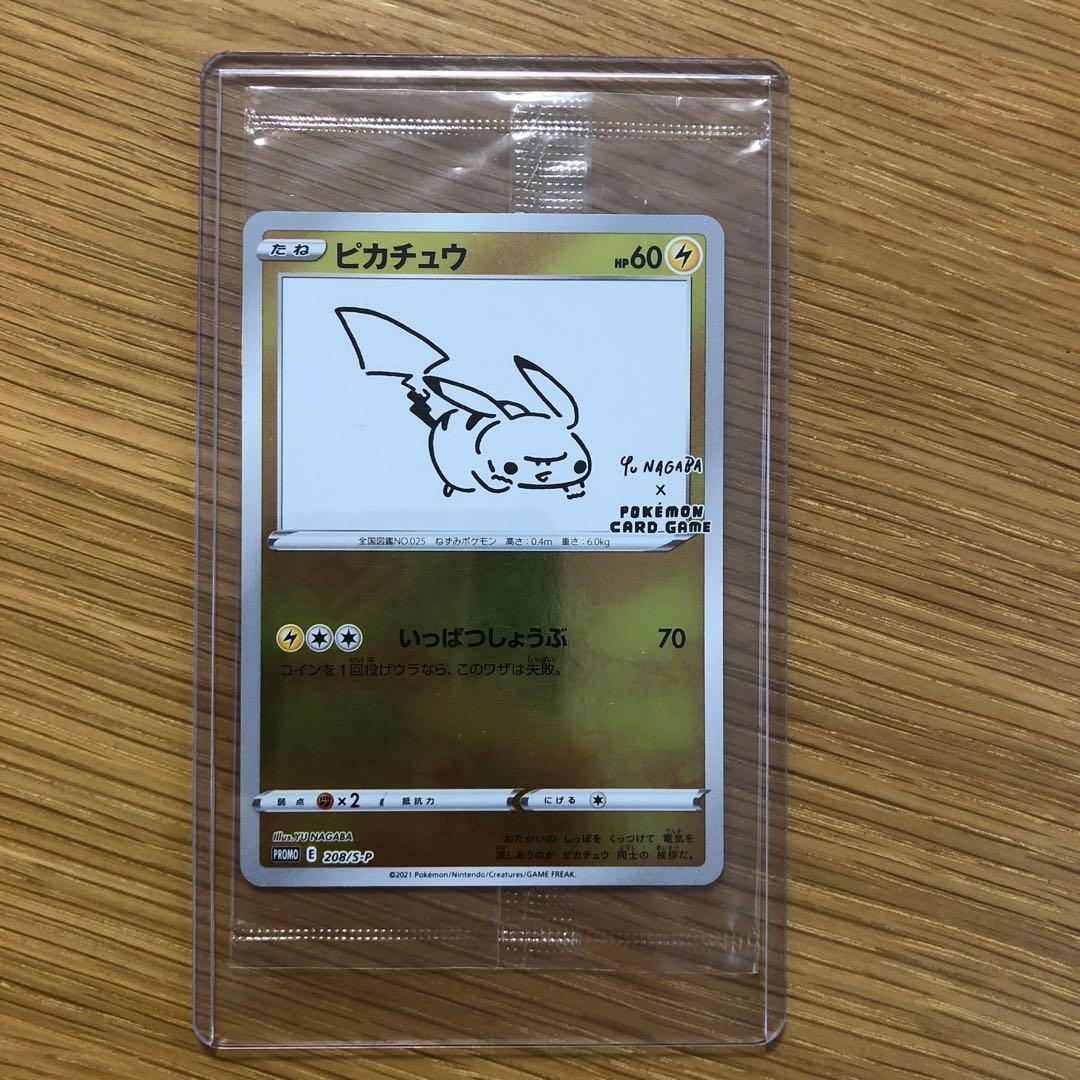 たね ピカチュウ HP60
Yu NAGABA
×
POKÉMON
CARD GAME
全国図鑑NO.025 ねずみポケモン 高さ：0.4m 重さ：6.0kg
いっぱつしょうぶ 70
コインを1回投げウラなら、このワザは失敗。
弱点 ×2 抵抗力 にげる
Illus.YU NAGABA
おたがいの しっぽを くっつけて 電気を
流しあうのが ピカチュウ 同士の 挨拶だ。
PROMO E 208/S-P
©2021 Pokémon/Nintendo/Creatures/GAME FREAK.